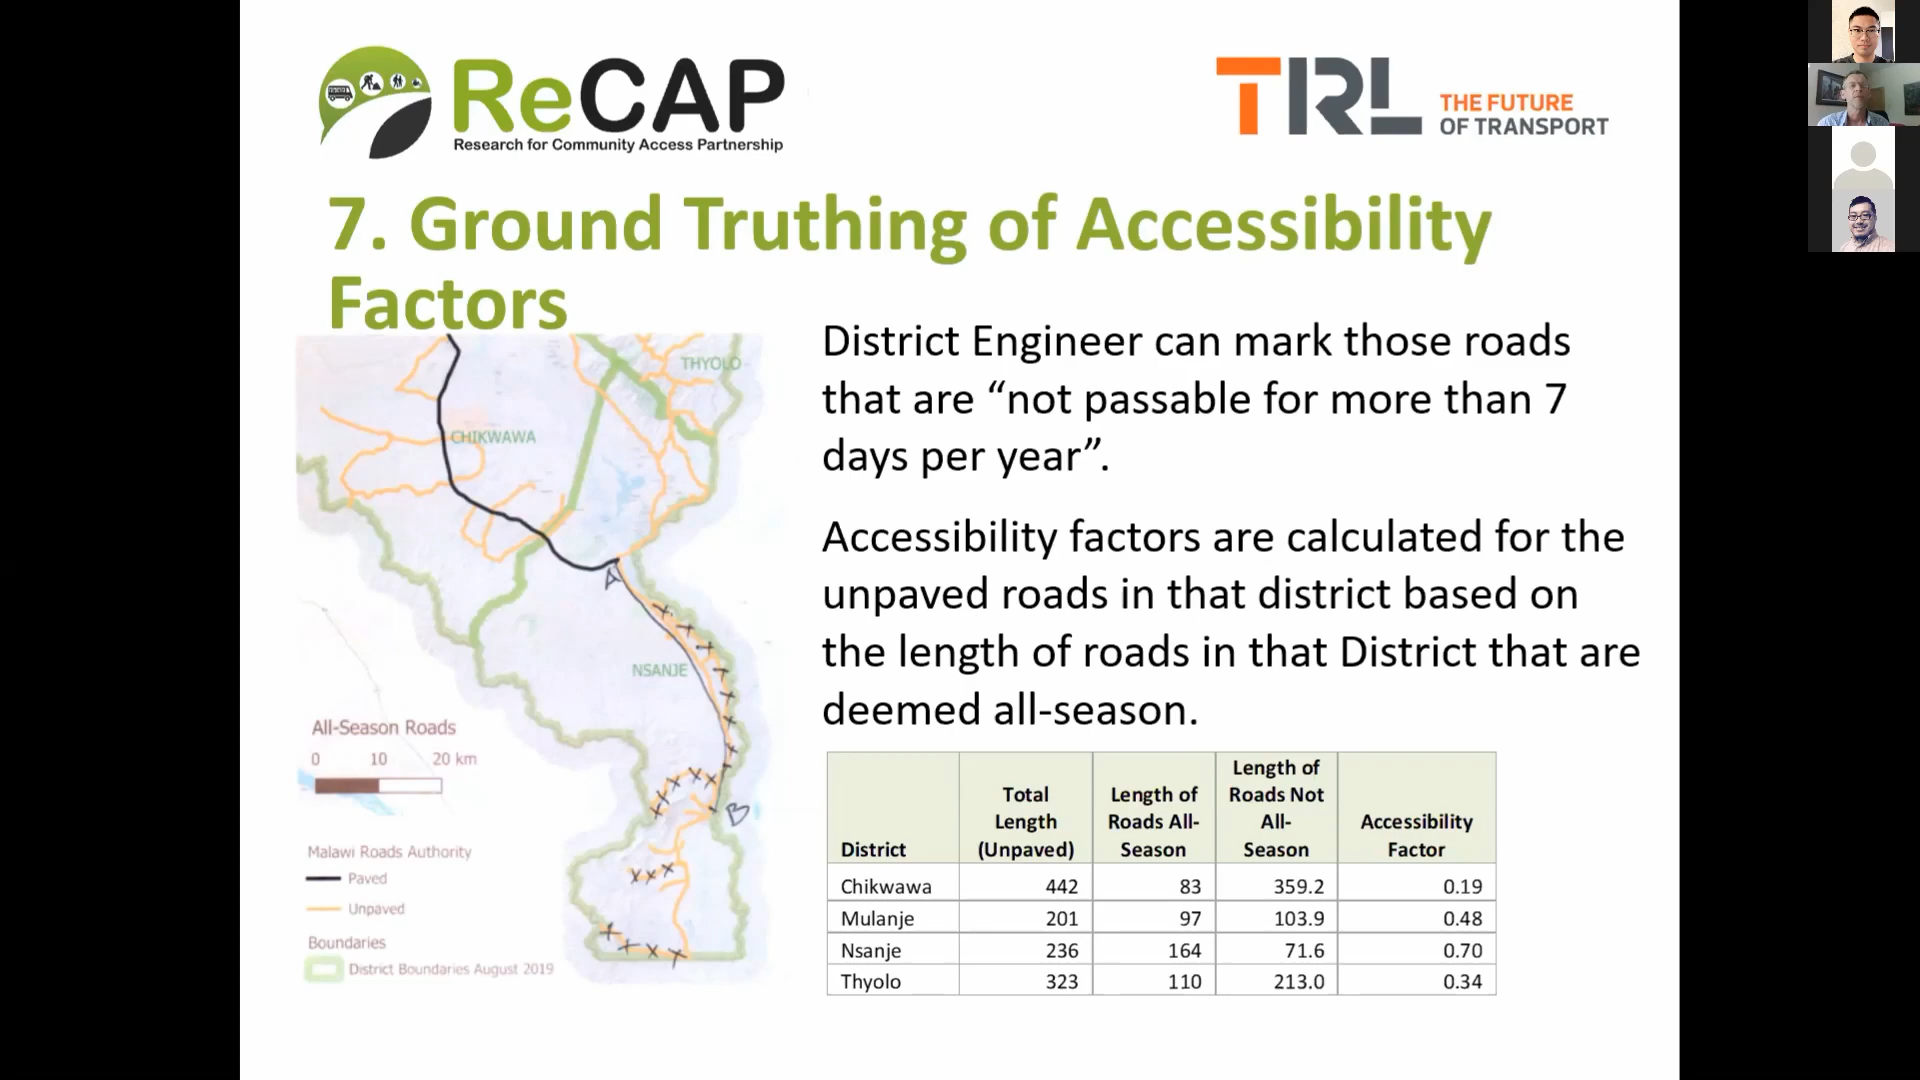 ReCAP
Research for Community Access Partnership
TRL
THE FUTURE
OF TRANSPORT
7. Ground Truthing of Accessibility
Factors
THYOLO
CHIKWAWA
A
NSANJE
B
All-Season Roads
0 10 20 km
Malawi Roads Authority
Paved
Unpaved
Boundaries
District Boundaries August 2019
District Engineer can mark those roads
that are “not passable for more than 7
days per year”.
Accessibility factors are calculated for the
unpaved roads in that district based on
the length of roads in that District that are
deemed all-season.
District Total Length (Unpaved) Length of Roads All-Season Length of Roads Not All-Season Accessibility Factor
Chikwawa 442 83 359.2 0.19
Mulanje 201 97 103.9 0.48
Nsanje 236 164 71.6 0.70
Thyolo 323 110 213.0 0.34